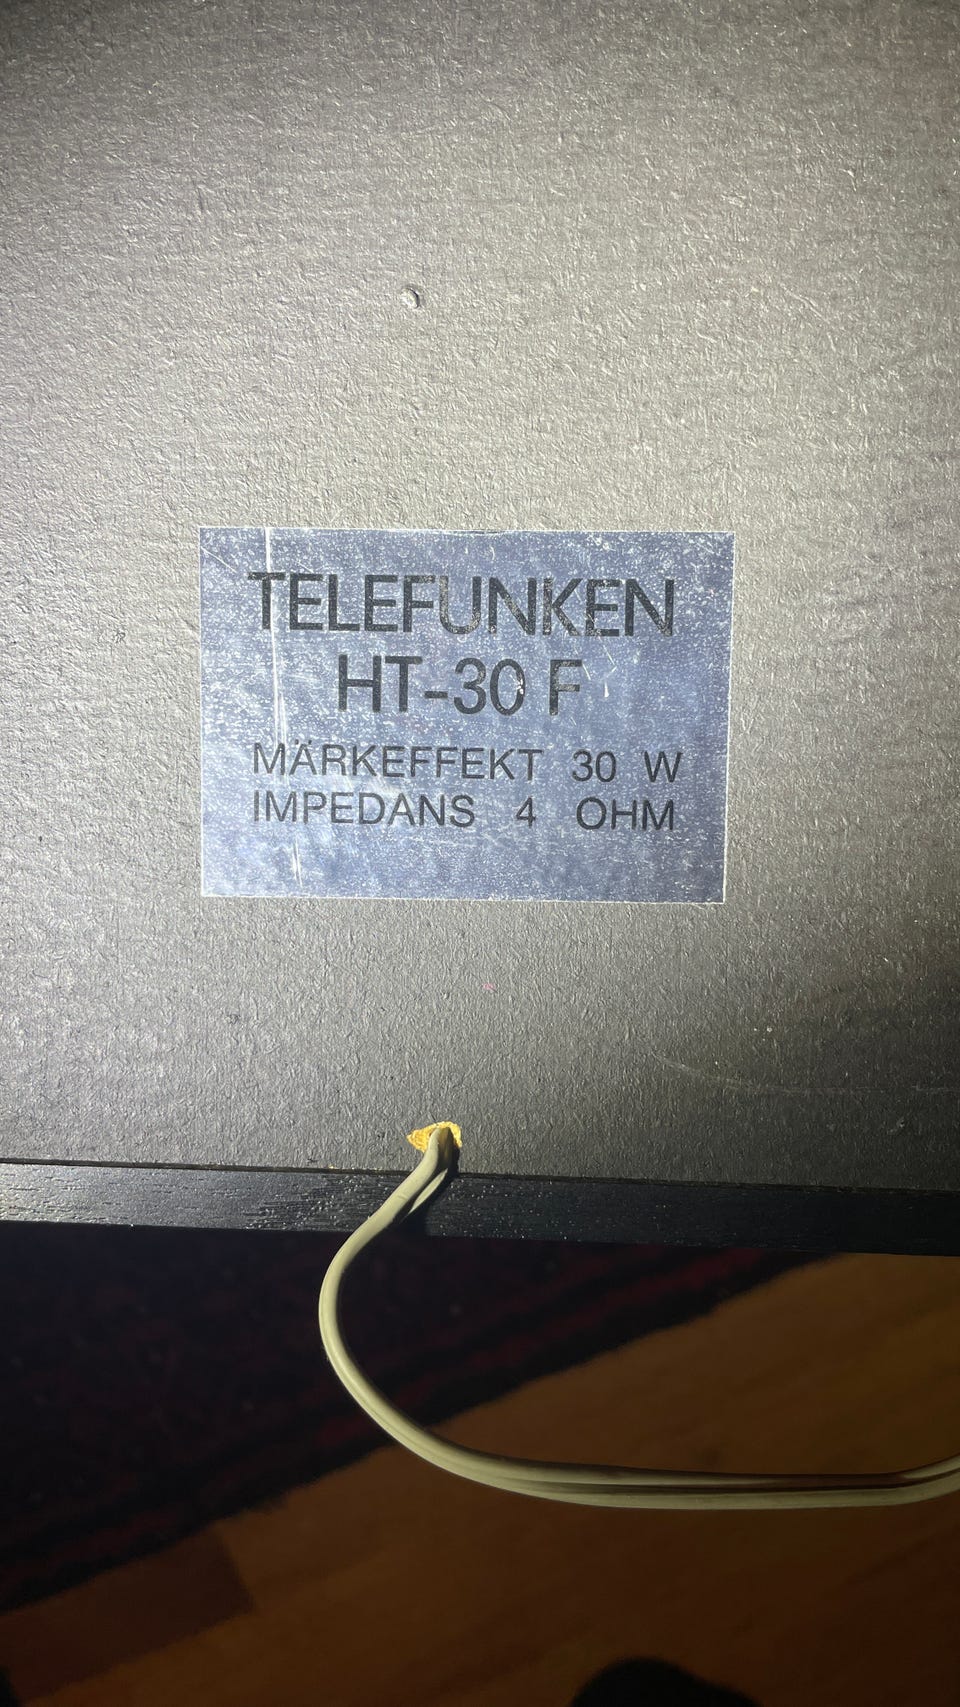 TELEFUNKEN
HT-30 F
MÄRKEFFEKT 30 W
IMPEDANS 4 OHM